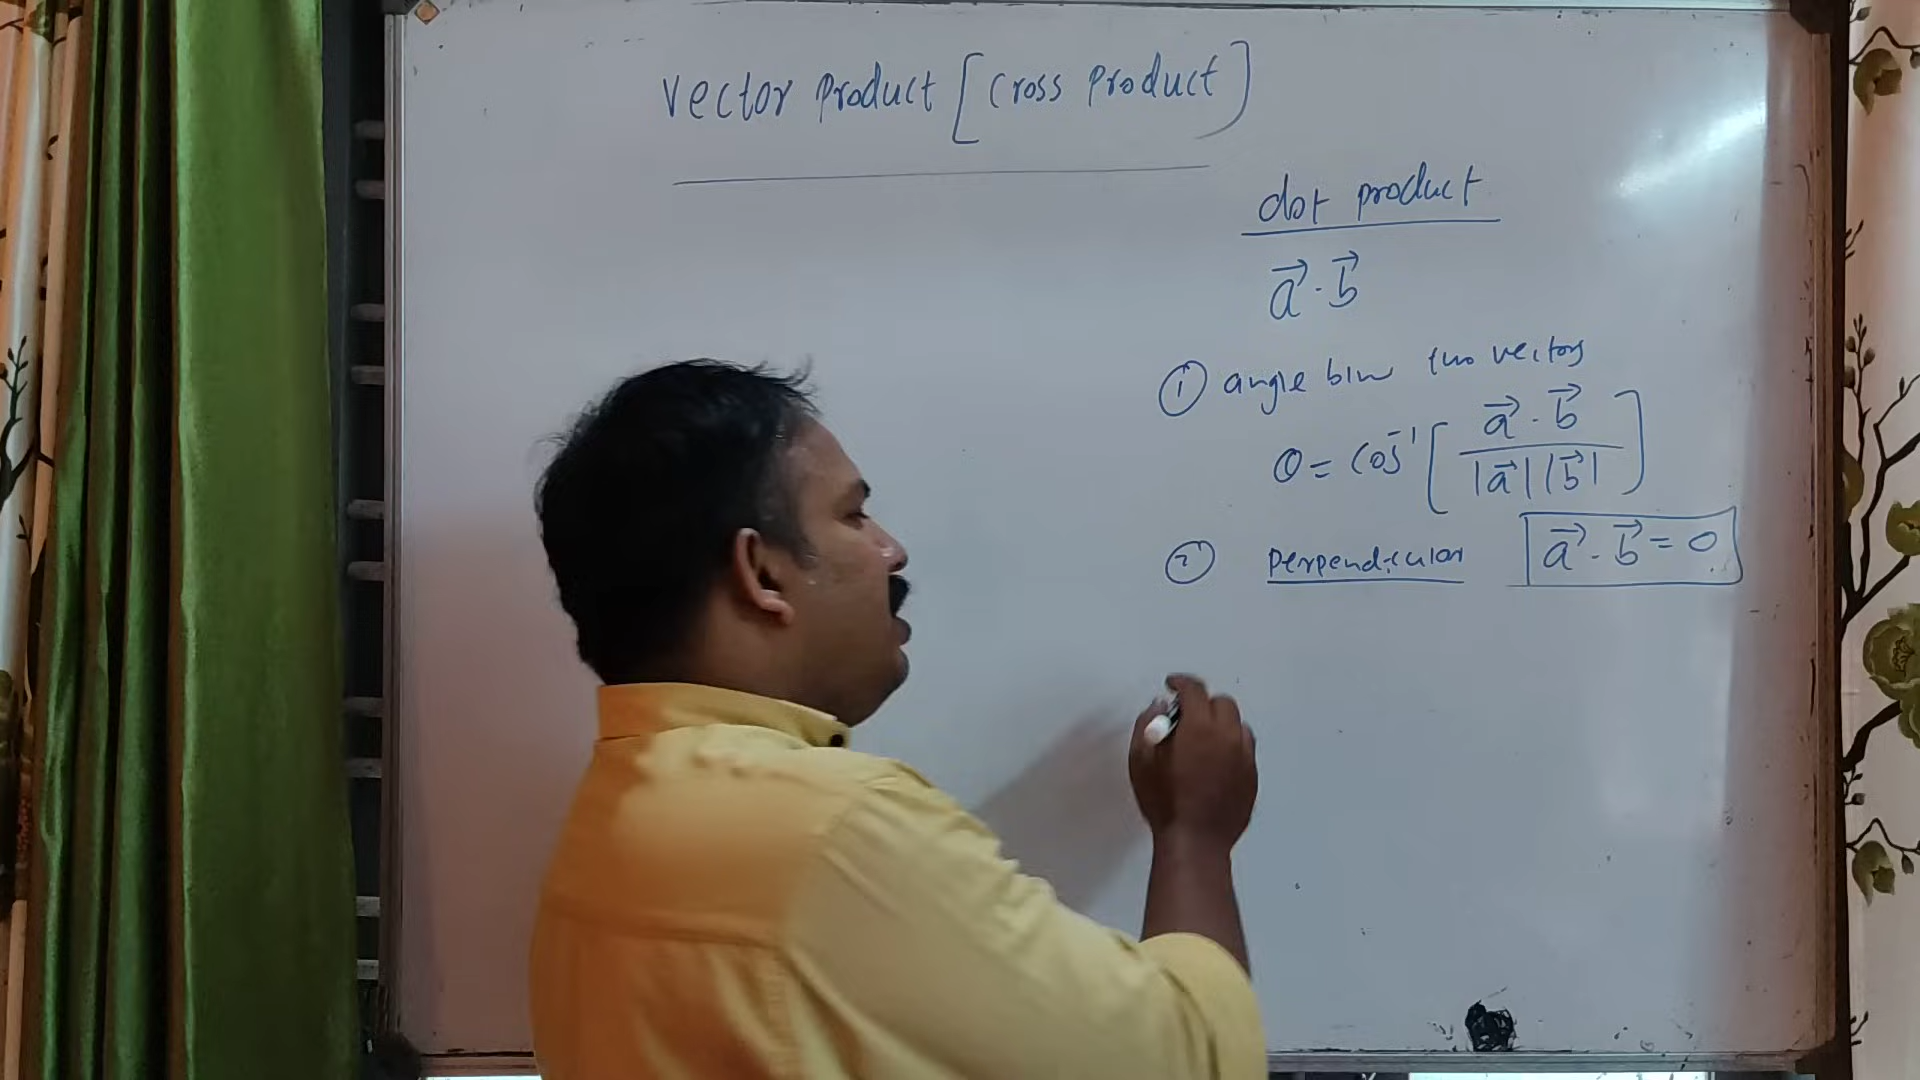 Vector Product [Cross Product]
dot product
a⃗ · b⃗
① angle b/w two vectors
θ = cos⁻¹ [ a⃗ · b⃗ / |a⃗| |b⃗| ]
② Perpendicular a⃗ · b⃗ = 0